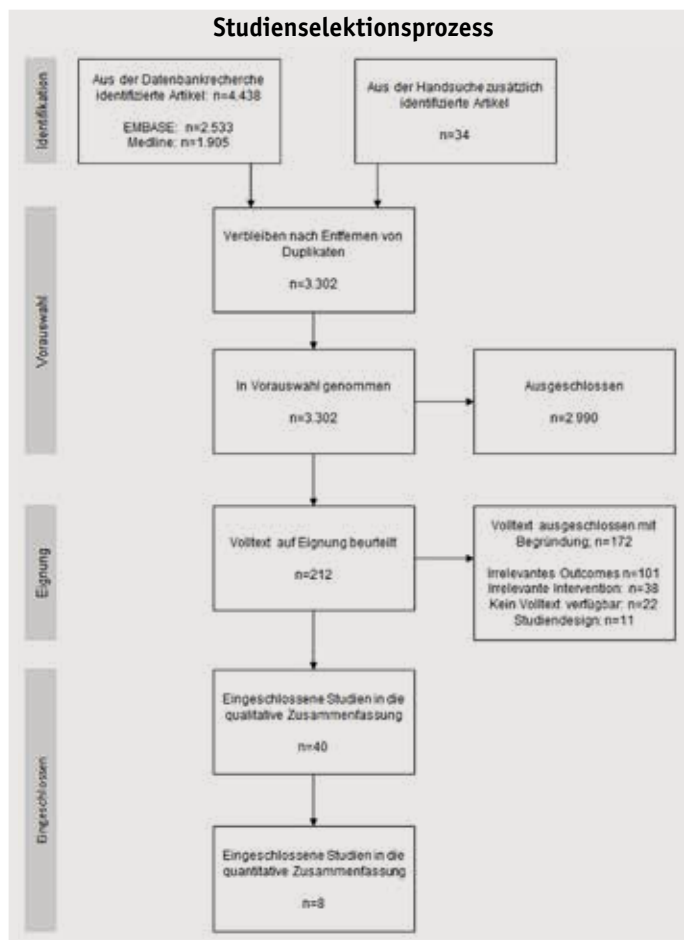 Studienselektionsprozess
Identifikation
Aus der Datenbankrecherche
identifizierte Artikel: n=4.438
EMBASE: n=2.533
Medline: n=1.905
Aus der Handsuche zusätzlich
identifizierte Artikel
n=34
Vorauswahl
Verbleiben nach Entfernen von
Duplikaten
n=3.302
In Vorauswahl genommen
n=3.302
Ausgeschlossen
n=2.990
Eignung
Volltext auf Eignung beurteilt
n=212
Volltext ausgeschlossen mit
Begründung; n=172
Irrelevantes Outcomes n=101
Irrelevante Intervention: n=38
Kein Volltext verfügbar: n=22
Studiendesign: n=11
Eingeschlossen
Eingeschlossene Studien in die
qualitative Zusammenfassung
n=40
Eingeschlossene Studien in die
quantitative Zusammenfassung
n=8